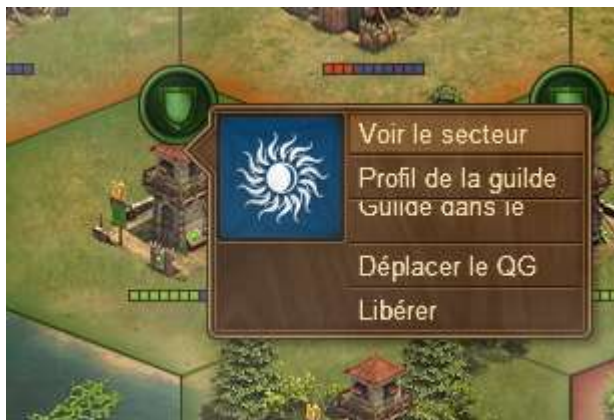 Voir le secteur
Profil de la guilde
Guilde dans le
Déplacer le QG
Libérer